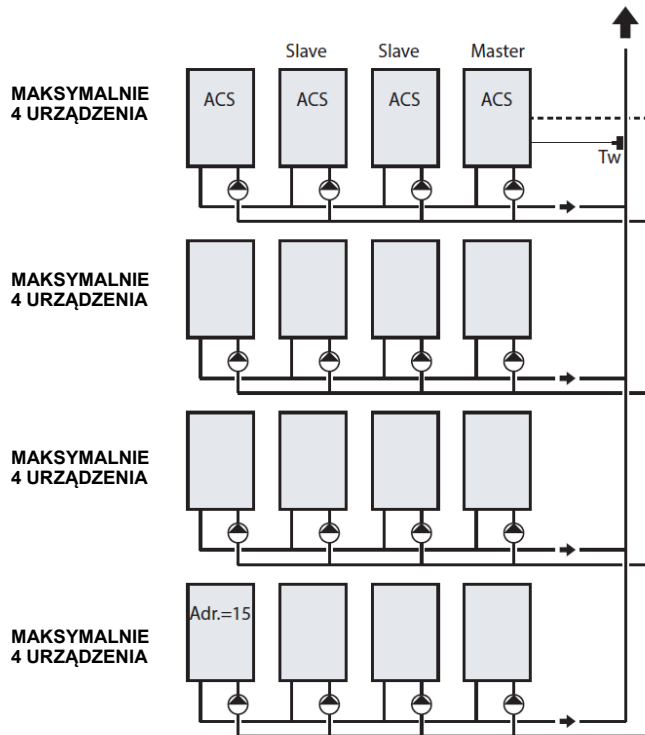 Slave Slave Master
MAKSYMALNIE
4 URZĄDZENIA
ACS ACS ACS ACS
Tw
MAKSYMALNIE
4 URZĄDZENIA
MAKSYMALNIE
4 URZĄDZENIA
Adr.=15
MAKSYMALNIE
4 URZĄDZENIA